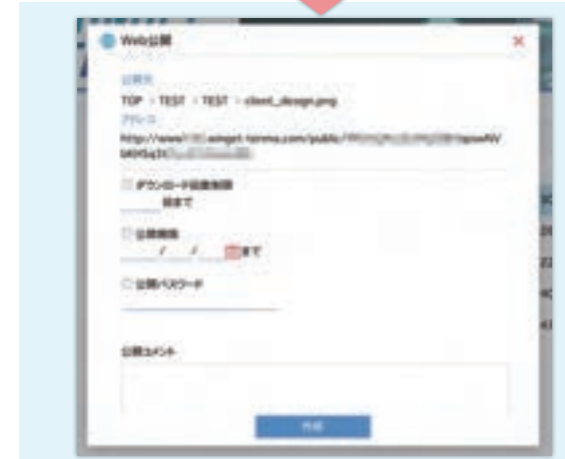 Web公開
公開元
TOP > TEST > TEST > client_design.png
アドレス
http://www
ダウンロード回数制限
回まで
公開期限
/ / まで
公開パスワード
公開コメント
作成